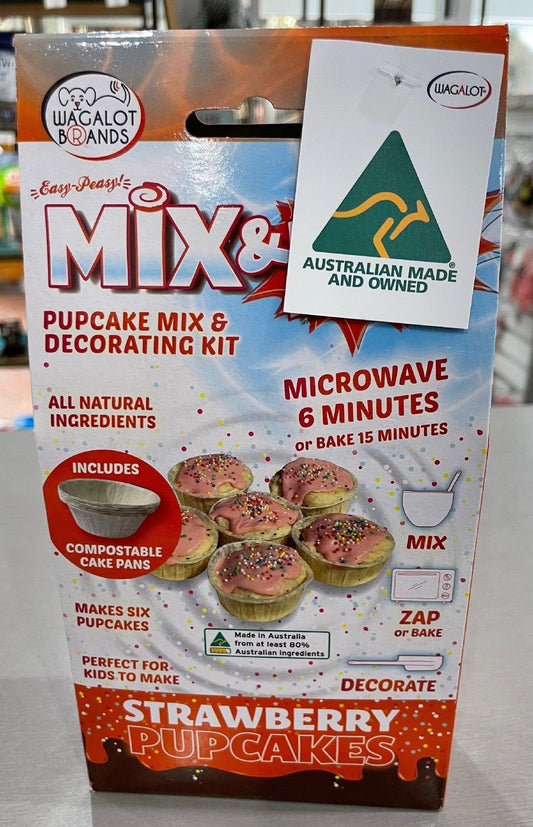 WAGALOT
BRANDS
WAGALOT®
Easy-Peasy!
MiX &
AUSTRALIAN MADE®
AND OWNED
PUPCAKE MIX &
DECORATING KIT
MICROWAVE
6 MINUTES
or BAKE 15 MINUTES
ALL NATURAL
INGREDIENTS
INCLUDES
COMPOSTABLE
CAKE PANS
MIX
MAKES SIX
PUPCAKES
ZAP
or BAKE
Made in Australia
from at least 80%
Australian ingredients
PERFECT FOR
KIDS TO MAKE
DECORATE
STRAWBERRY
PUPCAKES